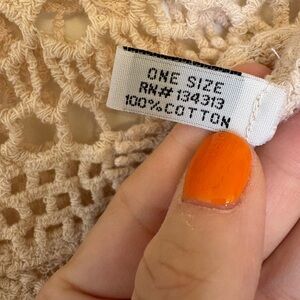 ONE SIZE
RN# 134313
100% COTTON